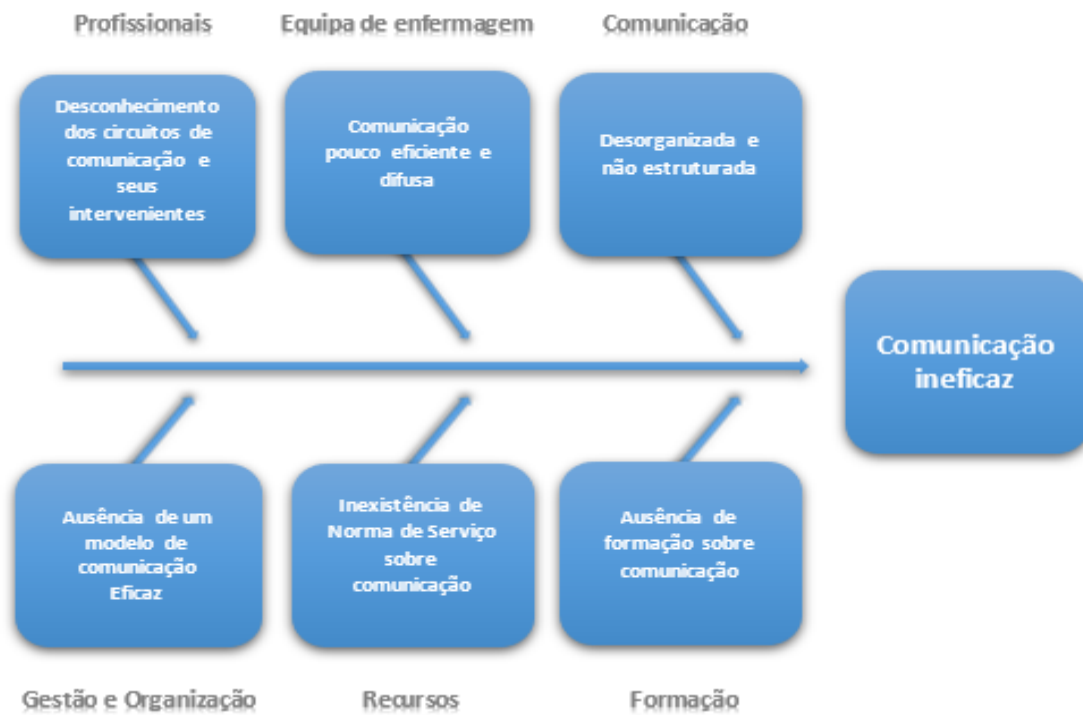 Profissionais
Equipa de enfermagem
Comunicação
Desconhecimento
dos circuitos de
comunicação e
seus
intervenientes
Comunicação
pouco eficiente e
difusa
Desorganizada e
não estruturada
Comunicação
ineficaz
Ausência de um
modelo de
comunicação
Eficaz
Inexistência de
Norma de Serviço
sobre
comunicação
Ausência de
formação sobre
comunicação
Gestão e Organização
Recursos
Formação